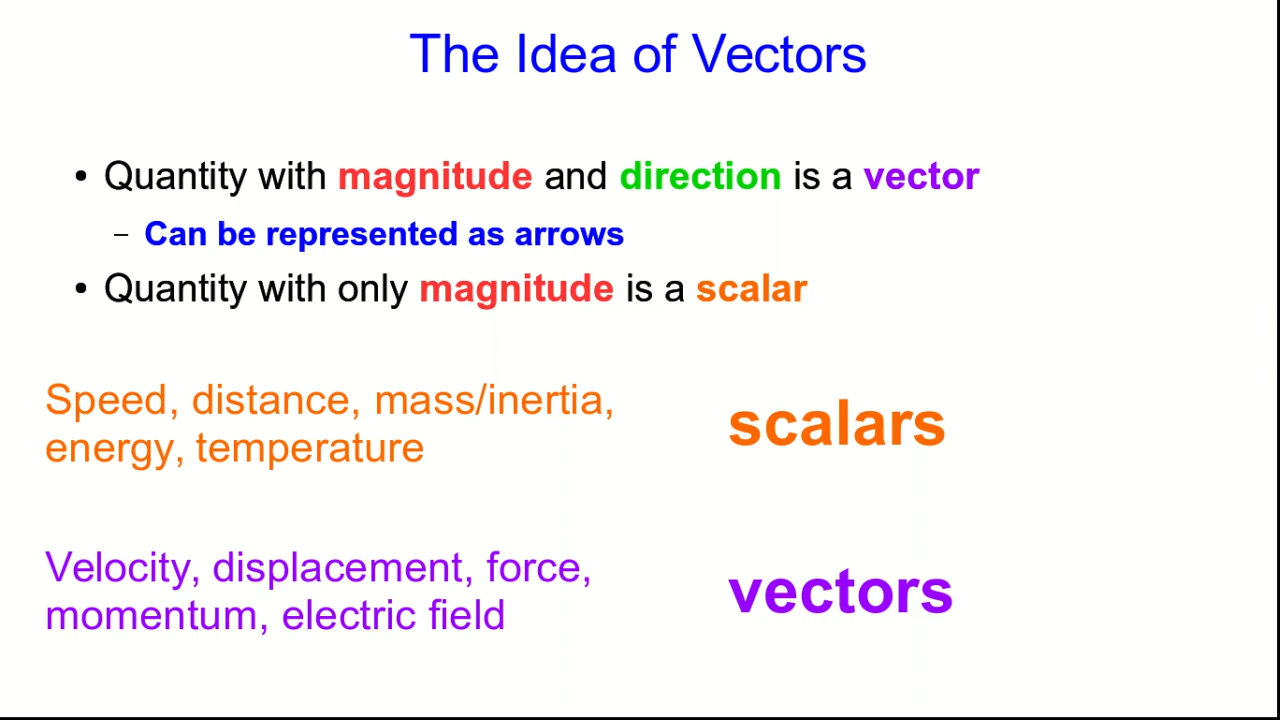 The Idea of Vectors
• Quantity with magnitude and direction is a vector
– Can be represented as arrows
• Quantity with only magnitude is a scalar
Speed, distance, mass/inertia,
energy, temperature
scalars
Velocity, displacement, force,
momentum, electric field
vectors